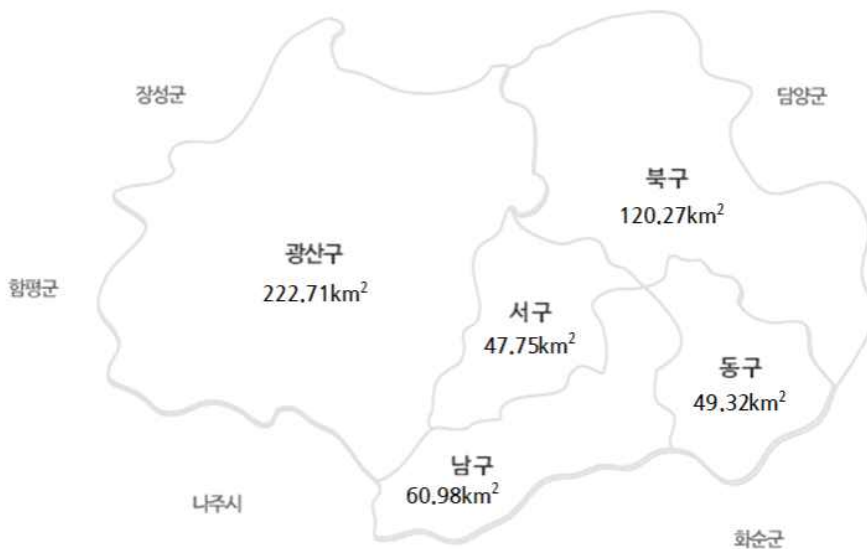 장성군
담양군
북구
120.27km²
광산구
222.71km²
함평군
서구
47.75km²
동구
49.32km²
남구
60.98km²
나주시
화순군